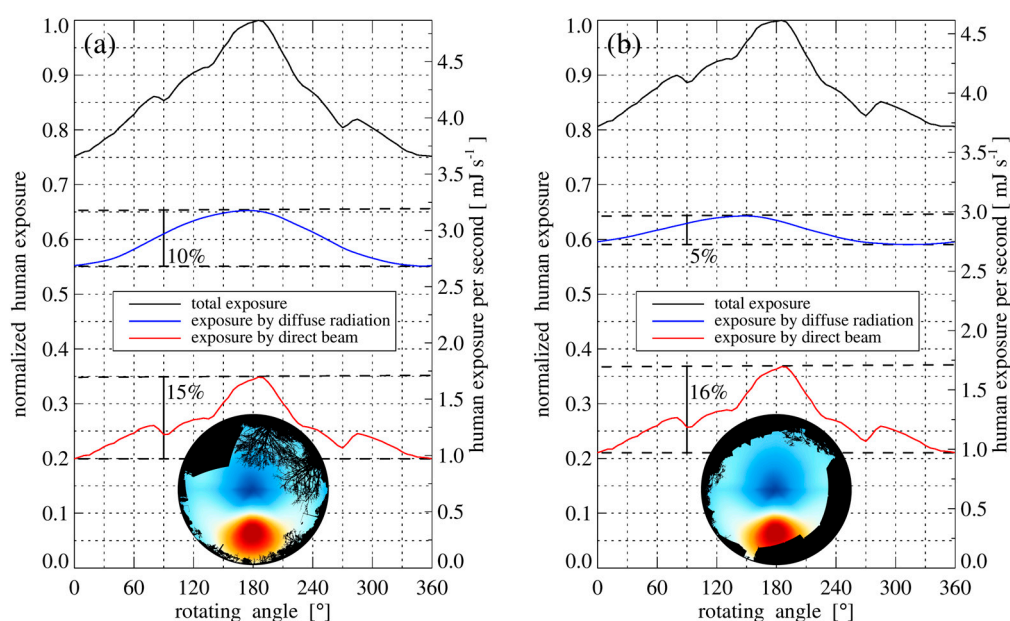 (a)
1.0
0.9
0.8
0.7
0.6
0.5
0.4
0.3
0.2
0.1
0.0
normalized human exposure
4.5
4.0
3.5
3.0
2.5
2.0
1.5
1.0
0.5
0.0
human exposure per second [ mJ s⁻¹ ]
10%
total exposure
exposure by diffuse radiation
exposure by direct beam
15%
0 60 120 180 240 300 360
rotating angle [°]
(b)
1.0
0.9
0.8
0.7
0.6
0.5
0.4
0.3
0.2
0.1
0.0
normalized human exposure
4.5
4.0
3.5
3.0
2.5
2.0
1.5
1.0
0.5
0.0
human exposure per second [ mJ s⁻¹ ]
5%
total exposure
exposure by diffuse radiation
exposure by direct beam
16%
0 60 120 180 240 300 360
rotating angle [°]